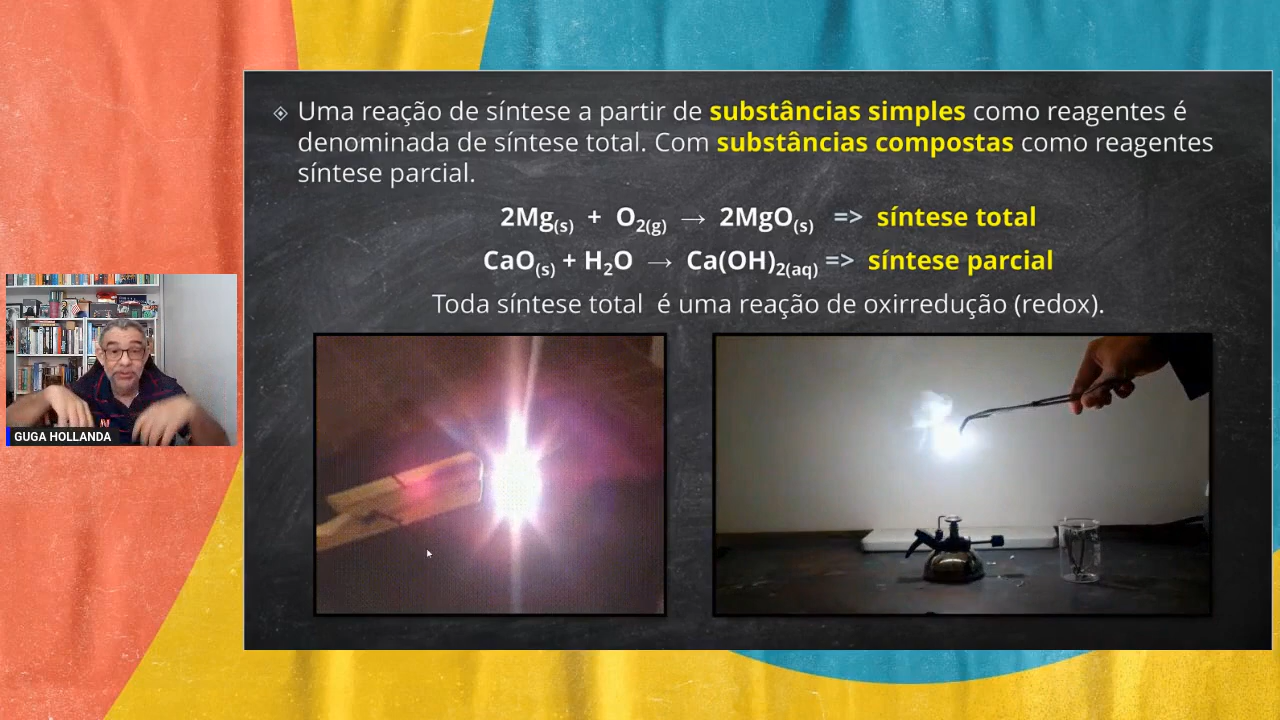 Uma reação de síntese a partir de substâncias simples como reagentes é
denominada de síntese total. Com substâncias compostas como reagentes
síntese parcial.
2Mg(s) + O2(g) → 2MgO(s) => síntese total
CaO(s) + H2O → Ca(OH)2(aq) => síntese parcial
Toda síntese total é uma reação de oxirredução (redox).
GUGA HOLLANDA